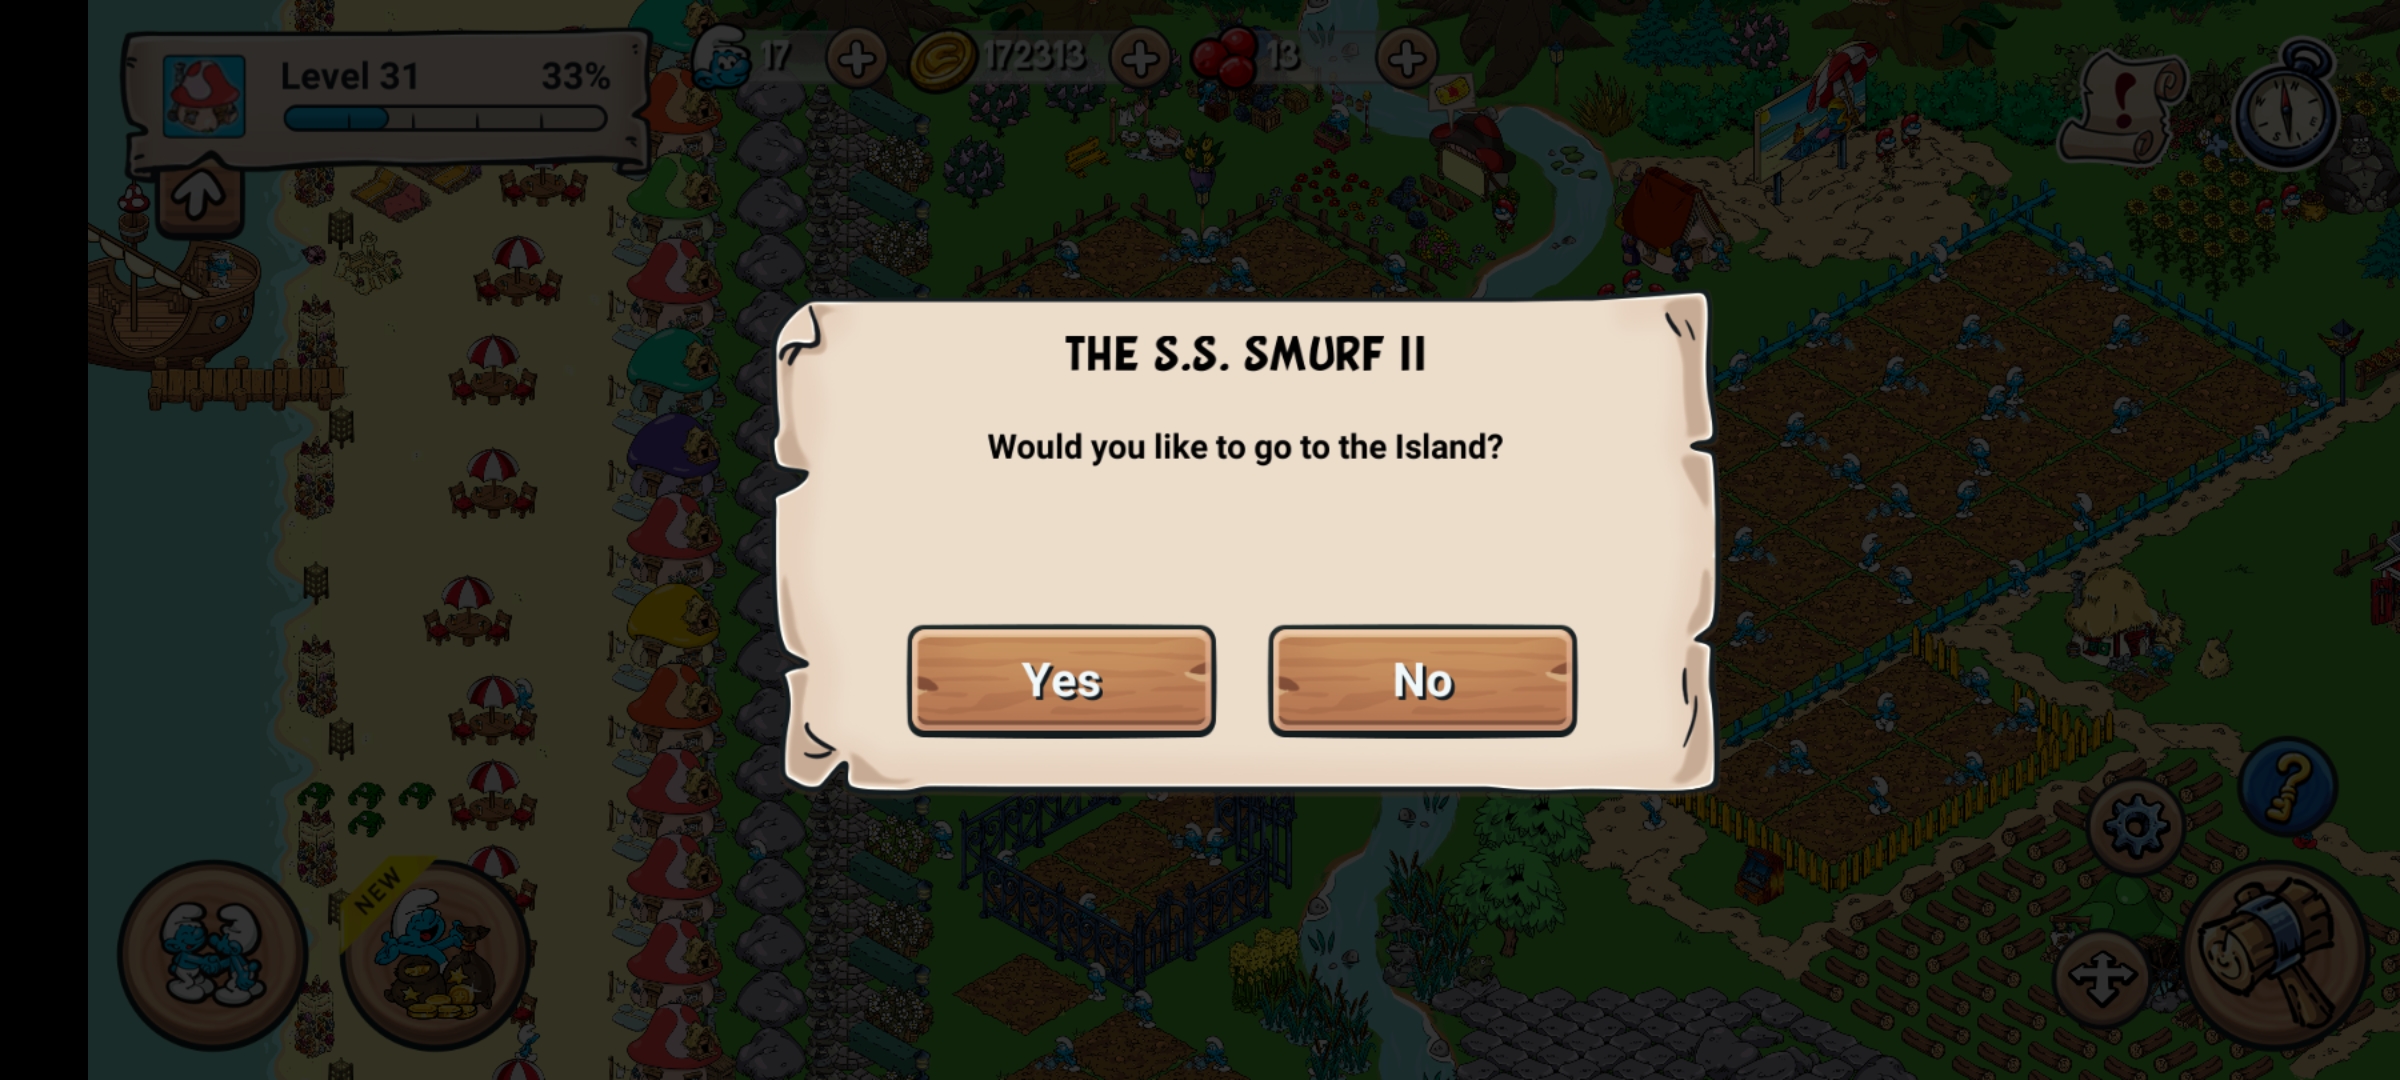 Level 31 33%
17
172313
13
THE S.S. SMURF II
Would you like to go to the Island?
Yes
No
NEW